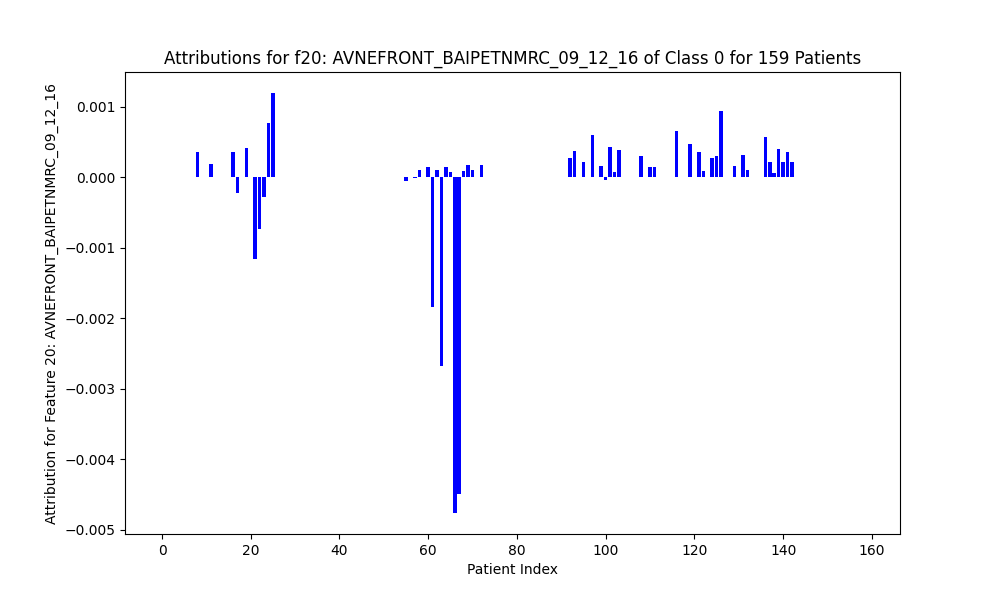 Attributions for f20: AVNEFRONT_BAIPETNMRC_09_12_16 of Class 0 for 159 Patients
Attribution for Feature 20: AVNEFRONT_BAIPETNMRC_09_12_16
0.001
0.000
−0.001
−0.002
−0.003
−0.004
−0.005
0 20 40 60 80 100 120 140 160
Patient Index